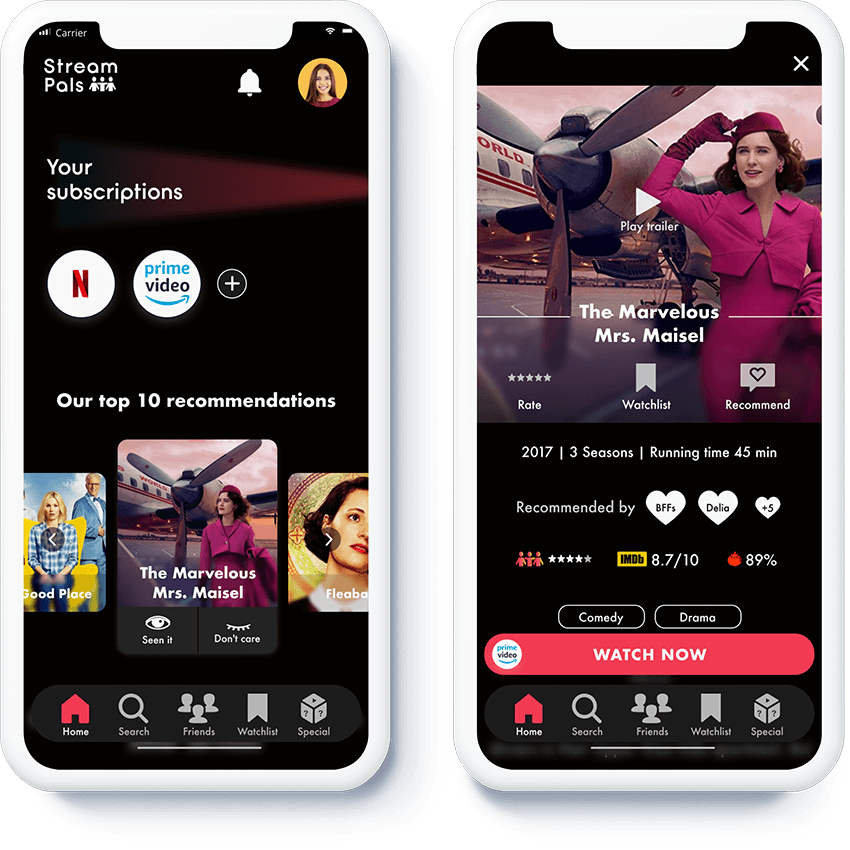 Carrier
Stream
Pals
Your
subscriptions
N
prime
video
Our top 10 recommendations
WORLD
Good Place
The Marvelous
Mrs. Maisel
Fleaba
Seen it
Don't care
Home
Search
Friends
Watchlist
? ?
Special
WORLD
Play trailer
The Marvelous
Mrs. Maisel
Rate
Watchlist
Recommend
2017 | 3 Seasons | Running time 45 min
Recommended by
BFFs
Delia
+5
IMDb
8.7/10
89%
Comedy
Drama
prime
video
WATCH NOW
Home
Search
Friends
Watchlist
? ?
Special